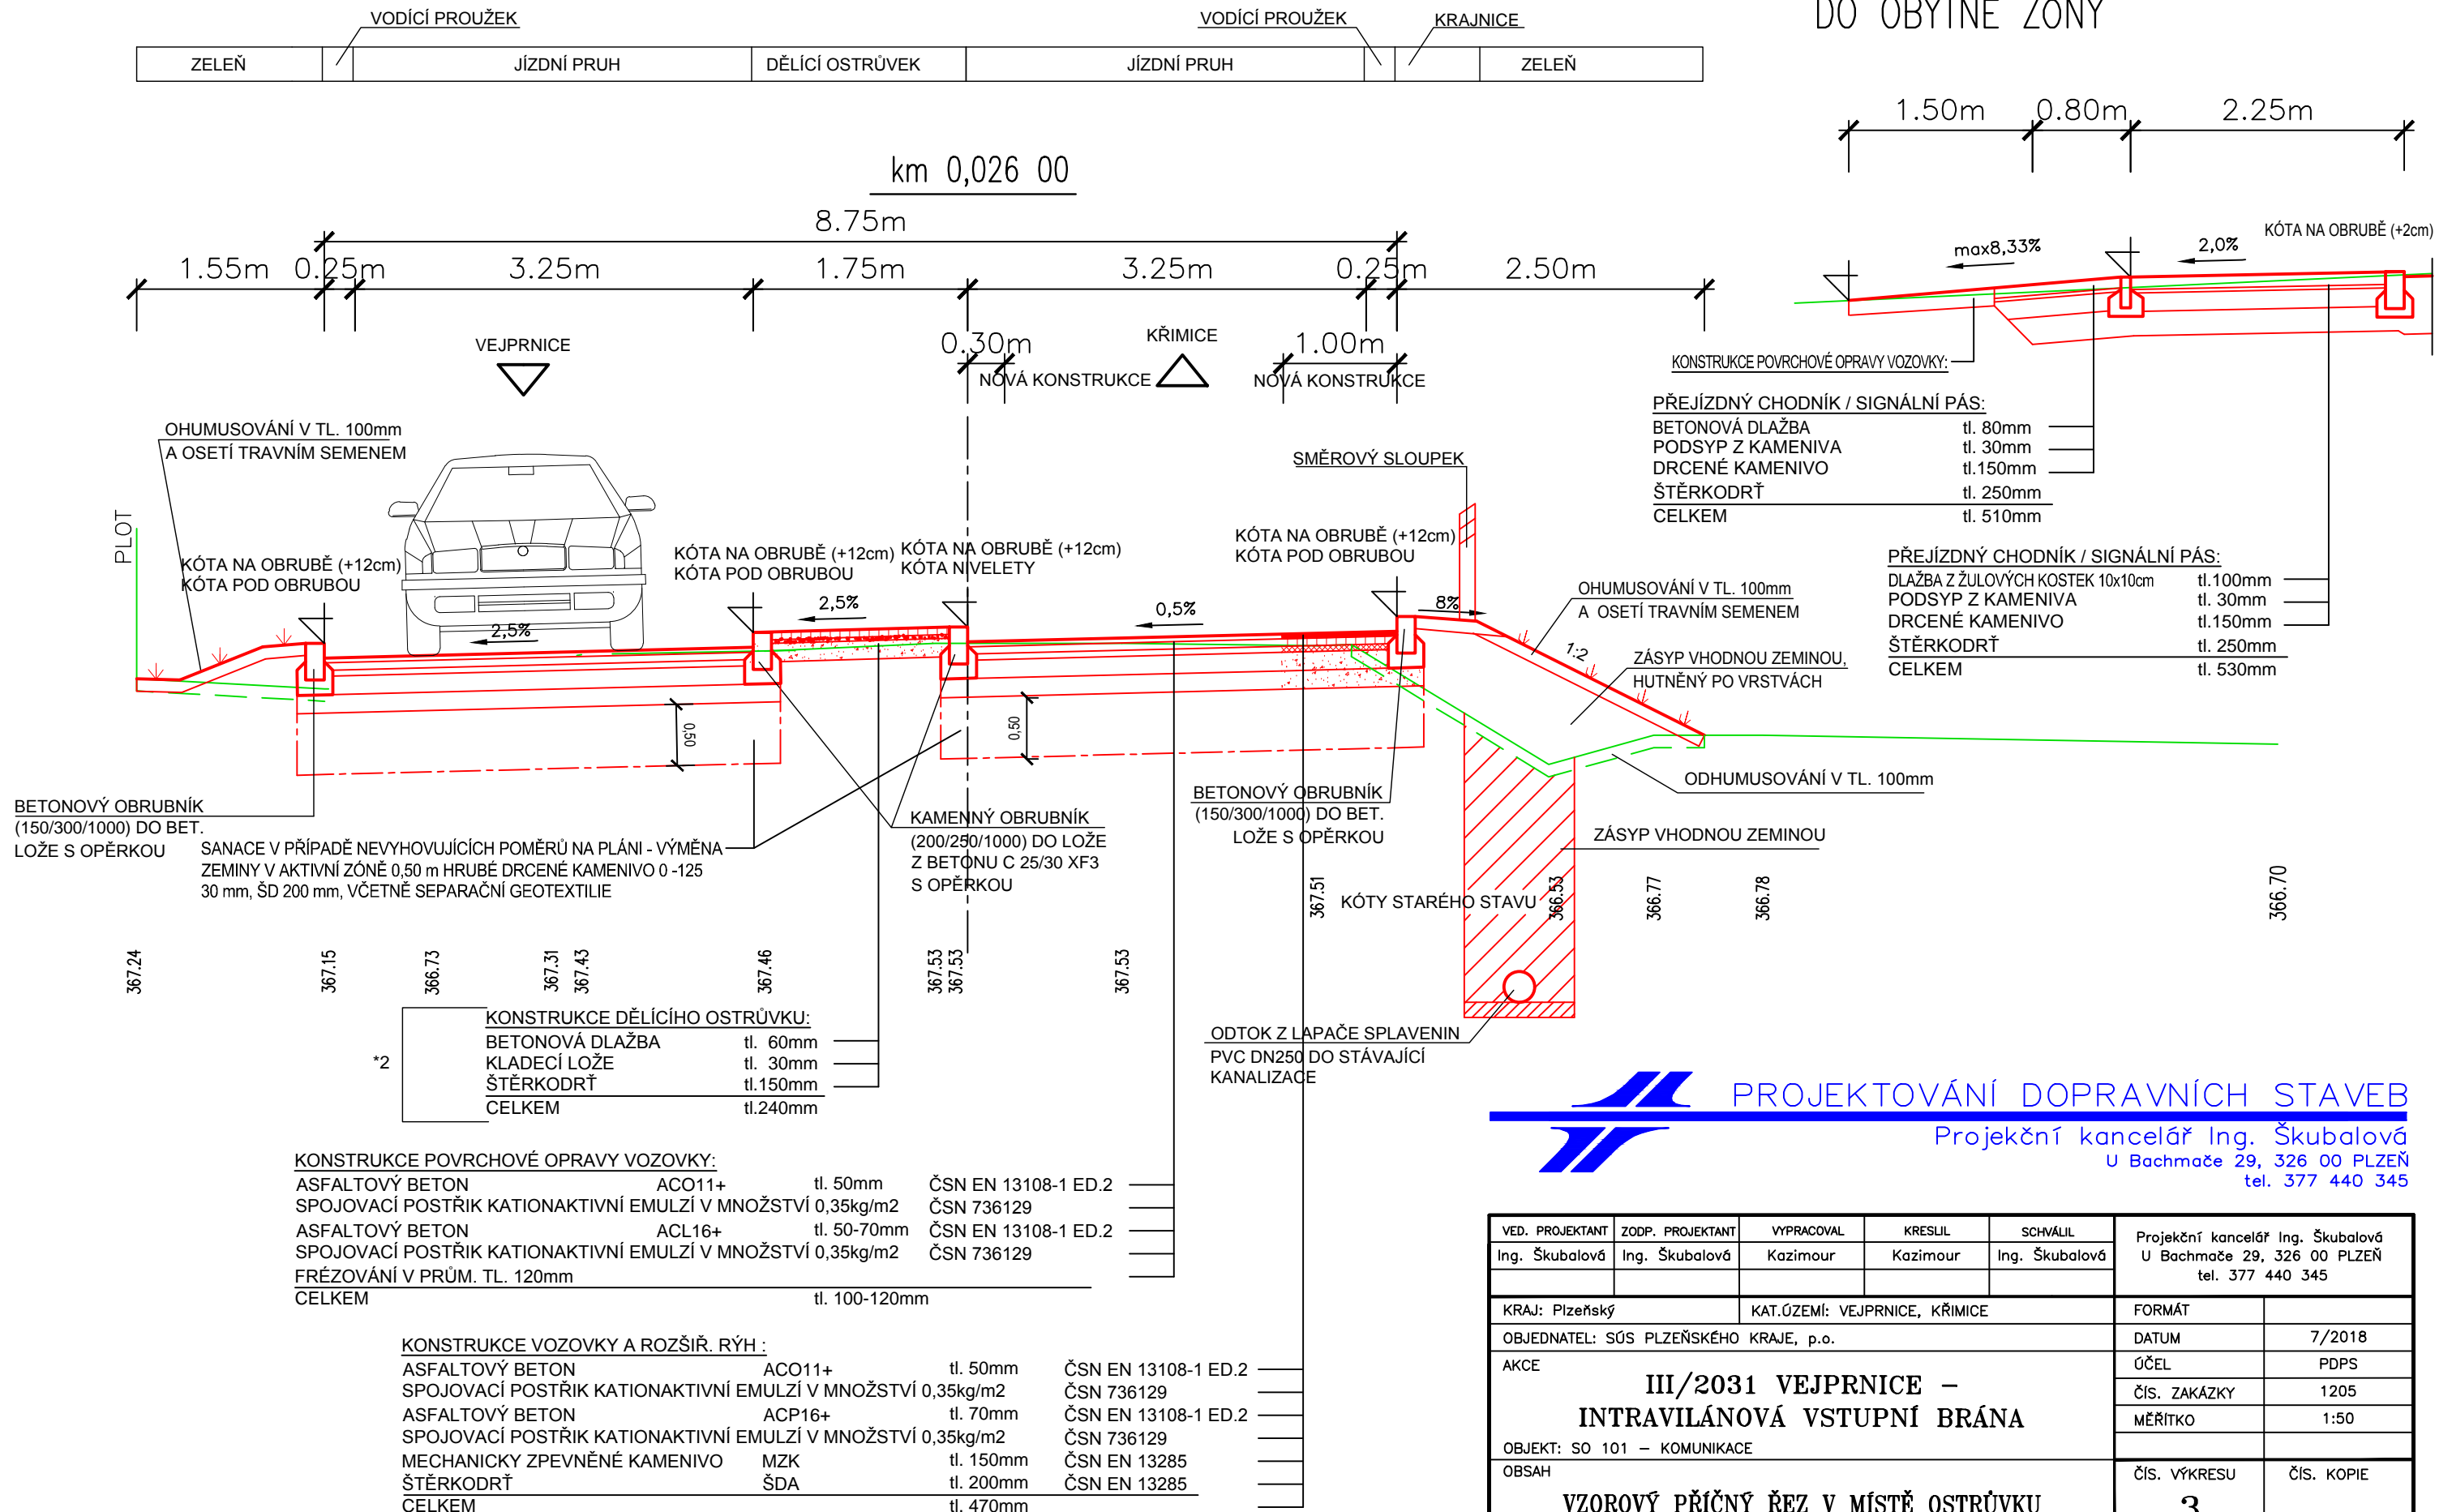 VODÍCÍ PROUŽEK
VODÍCÍ PROUŽEK
KRAJNICE
DO OBYTNÉ ZÓNY
ZELEŇ
JÍZDNÍ PRUH
DĚLÍCÍ OSTRŮVEK
JÍZDNÍ PRUH
ZELEŇ
1.50m 0.80m 2.25m
km 0,026 00
8.75m
1.55m 0.25m 3.25m 1.75m 3.25m 0.25m 2.50m
max8,33%
2,0%
KÓTA NA OBRUBĚ (+2cm)
VEJPRNICE
0.30m
KŘIMICE
1.00m
NOVÁ KONSTRUKCE
NOVÁ KONSTRUKCE
KONSTRUKCE POVRCHOVÉ OPRAVY VOZOVKY:
PŘEJÍZDNÝ CHODNÍK / SIGNÁLNÍ PÁS:
BETONOVÁ DLAŽBA tl. 80mm
PODSYP Z KAMENIVA tl. 30mm
DRCENÉ KAMENIVO tl.150mm
ŠTĚRKODRŤ tl. 250mm
CELKEM tl. 510mm
PŘEJÍZDNÝ CHODNÍK / SIGNÁLNÍ PÁS:
DLAŽBA Z ŽULOVÝCH KOSTEK 10x10cm tl.100mm
PODSYP Z KAMENIVA tl. 30mm
DRCENÉ KAMENIVO tl.150mm
ŠTĚRKODRŤ tl. 250mm
CELKEM tl. 530mm
OHUMUSOVÁNÍ V TL. 100mm
A OSETÍ TRAVNÍM SEMENEM
SMĚROVÝ SLOUPEK
PLOT
KÓTA NA OBRUBĚ (+12cm)
KÓTA POD OBRUBOU
KÓTA NA OBRUBĚ (+12cm)
KÓTA POD OBRUBOU
KÓTA NA OBRUBĚ (+12cm)
KÓTA NIVELETY
KÓTA NA OBRUBĚ (+12cm)
KÓTA POD OBRUBOU
2,5%
2,5%
0,5%
8%
1:2
OHUMUSOVÁNÍ V TL. 100mm
A OSETÍ TRAVNÍM SEMENEM
ZÁSYP VHODNOU ZEMINOU,
HUTNĚNÝ PO VRSTVÁCH
0,50
0,50
ODHUMUSOVÁNÍ V TL. 100mm
BETONOVÝ OBRUBNÍK
(150/300/1000) DO BET.
LOŽE S OPĚRKOU
SANACE V PŘÍPADĚ NEVYHOVUJÍCÍCH POMĚRŮ NA PLÁNI - VÝMĚNA
ZEMINY V AKTIVNÍ ZÓNĚ 0,50 m HRUBÉ DRCENÉ KAMENIVO 0 -125
30 mm, ŠD 200 mm, VČETNĚ SEPARAČNÍ GEOTEXTILIE
KAMENNÝ OBRUBNÍK
(200/250/1000) DO LOŽE
Z BETONU C 25/30 XF3
S OPĚRKOU
BETONOVÝ OBRUBNÍK
(150/300/1000) DO BET.
LOŽE S OPĚRKOU
ZÁSYP VHODNOU ZEMINOU
367.51
KÓTY STARÉHO STAVU
366.53
366.77
366.78
366.70
367.24
367.15
366.73
367.31
367.43
367.46
367.53
367.53
367.53
*2
KONSTRUKCE DĚLÍCÍHO OSTRŮVKU:
BETONOVÁ DLAŽBA tl. 60mm
KLADECÍ LOŽE tl. 30mm
ŠTĚRKODRŤ tl.150mm
CELKEM tl.240mm
ODTOK Z LAPAČE SPLAVENIN
PVC DN250 DO STÁVAJÍCÍ
KANALIZACE
KONSTRUKCE POVRCHOVÉ OPRAVY VOZOVKY:
ASFALTOVÝ BETON ACO11+ tl. 50mm ČSN EN 13108-1 ED.2
SPOJOVACÍ POSTŘIK KATIONAKTIVNÍ EMULZÍ V MNOŽSTVÍ 0,35kg/m2 ČSN 736129
ASFALTOVÝ BETON ACL16+ tl. 50-70mm ČSN EN 13108-1 ED.2
SPOJOVACÍ POSTŘIK KATIONAKTIVNÍ EMULZÍ V MNOŽSTVÍ 0,35kg/m2 ČSN 736129
FRÉZOVÁNÍ V PRŮM. TL. 120mm
CELKEM tl. 100-120mm
KONSTRUKCE VOZOVKY A ROZŠIŘ. RÝH :
ASFALTOVÝ BETON ACO11+ tl. 50mm ČSN EN 13108-1 ED.2
SPOJOVACÍ POSTŘIK KATIONAKTIVNÍ EMULZÍ V MNOŽSTVÍ 0,35kg/m2 ČSN 736129
ASFALTOVÝ BETON ACP16+ tl. 70mm ČSN EN 13108-1 ED.2
SPOJOVACÍ POSTŘIK KATIONAKTIVNÍ EMULZÍ V MNOŽSTVÍ 0,35kg/m2 ČSN 736129
MECHANICKY ZPEVNĚNÉ KAMENIVO MZK tl. 150mm ČSN EN 13285
ŠTĚRKODRŤ ŠDA tl. 200mm ČSN EN 13285
CELKEM tl. 470mm
PROJEKTOVÁNÍ DOPRAVNÍCH STAVEB
Projekční kancelář Ing. Škubalová
U Bachmače 29, 326 00 PLZEŇ
tel. 377 440 345
VED. PROJEKTANT ZODP. PROJEKTANT VYPRACOVAL KRESLIL SCHVÁLIL
Ing. Škubalová Ing. Škubalová Kazimour Kazimour Ing. Škubalová
Projekční kancelář Ing. Škubalová
U Bachmače 29, 326 00 PLZEŇ
tel. 377 440 345
KRAJ: Plzeňský KAT.ÚZEMÍ: VEJPRNICE, KŘIMICE
OBJEDNATEL: SÚS PLZEŇSKÉHO KRAJE, p.o.
FORMÁT
DATUM 7/2018
ÚČEL PDPS
ČÍS. ZAKÁZKY 1205
MĚŘÍTKO 1:50
AKCE
III/2031 VEJPRNICE –
INTRAVILÁNOVÁ VSTUPNÍ BRÁNA
OBJEKT: SO 101 – KOMUNIKACE
OBSAH
VZOROVÝ PŘÍČNÝ ŘEZ V MÍSTĚ OSTRŮVKU
ČÍS. VÝKRESU ČÍS. KOPIE
3